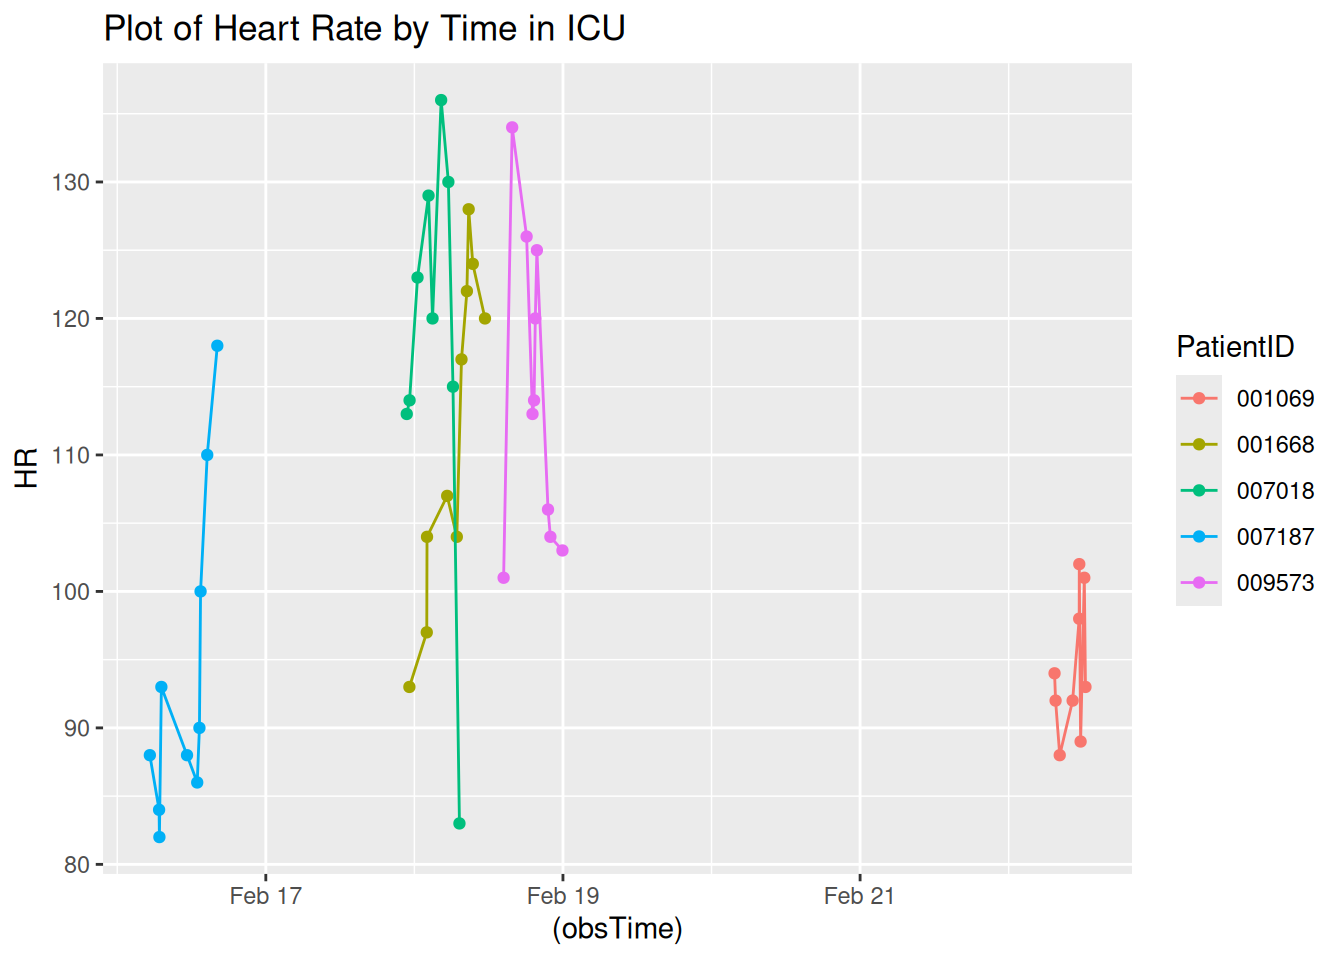 Plot of Heart Rate by Time in ICU
HR
130
120
110
100
90
80
Feb 17
Feb 19
Feb 21
(obsTime)
PatientID
001069
001668
007018
007187
009573